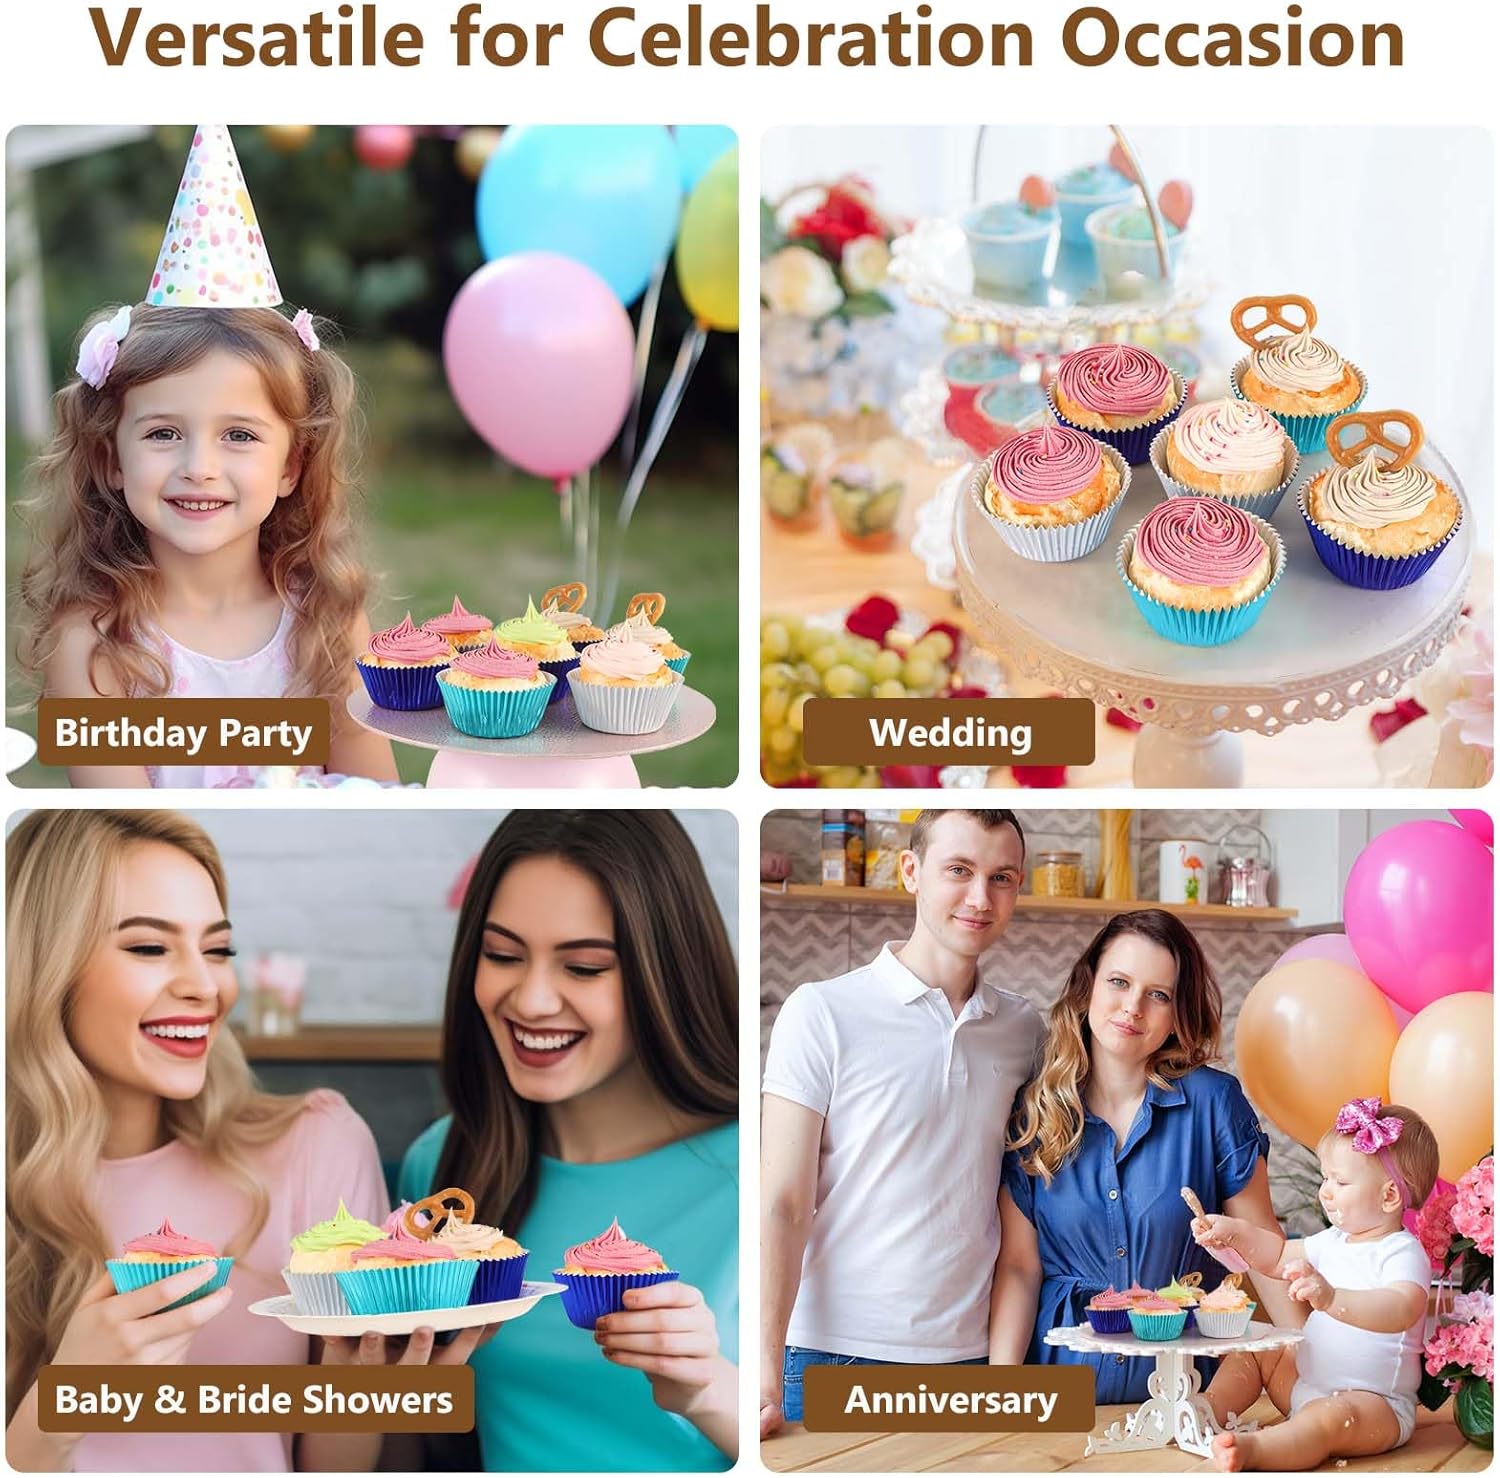 Versatile for Celebration Occasion
Birthday Party
Wedding
Baby & Bride Showers
Anniversary